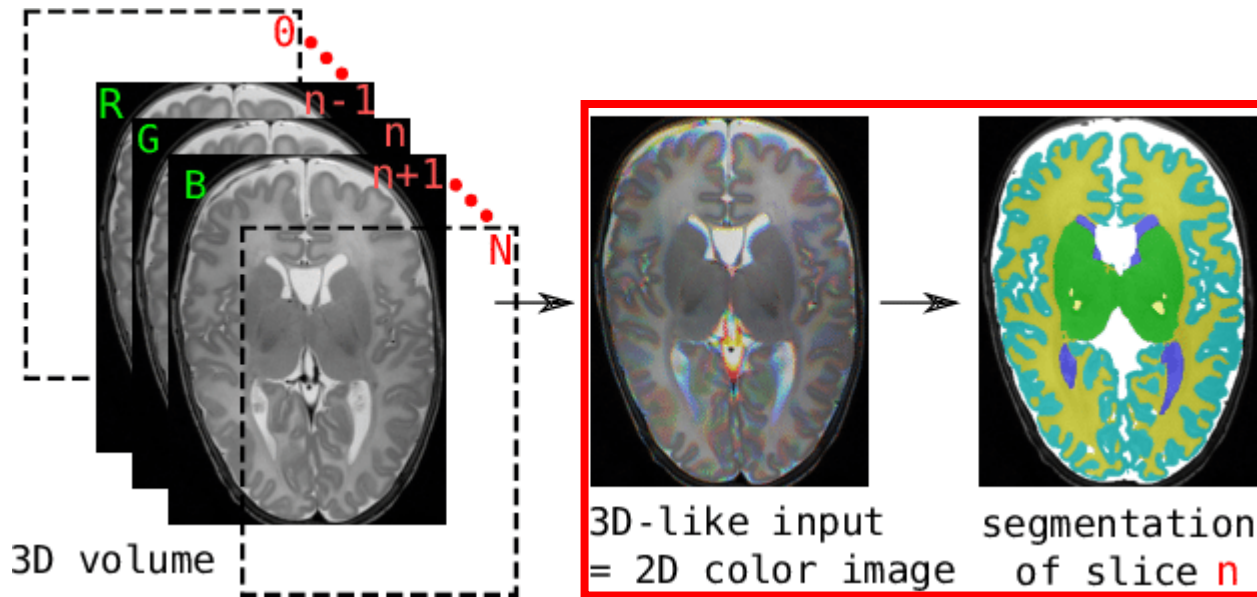 0
R
n-1
G
n
B
n+1
N
3D volume
3D-like input
= 2D color image
segmentation
of slice n